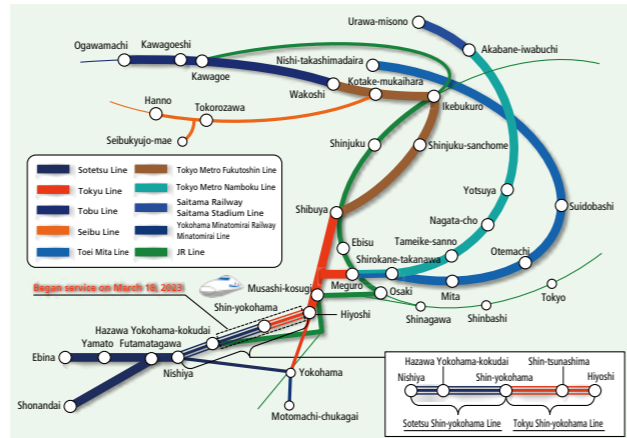 Urawa-misono
Akabane-iwabuchi
Ogawamachi
Kawagoeshi
Kawagoe
Nishi-takashimadaira
Kotake-mukaihara
Wakoshi
Ikebukuro
Hanno
Tokorozawa
Seibukyujo-mae
Shinjuku
Shinjuku-sanchome
Sotetsu Line
Tokyu Line
Tobu Line
Seibu Line
Toei Mita Line
Tokyo Metro Fukutoshin Line
Tokyo Metro Namboku Line
Saitama Railway
Saitama Stadium Line
Yokohama Minatomirai Railway
Minatomirai Line
JR Line
Yotsuya
Suidobashi
Shibuya
Nagata-cho
Ebisu
Tameike-sanno
Shirokane-takanawa
Otemachi
Began service on March 18, 2023
Musashi-kosugi
Meguro
Osaki
Mita
Tokyo
Shin-yokohama
Hiyoshi
Shinagawa
Shinbashi
Hazawa Yokohama-kokudai
Yamato
Futamatagawa
Ebina
Nishiya
Yokohama
Shonandai
Motomachi-chukagai
Hazawa Yokohama-kokudai
Shin-tsunashima
Nishiya
Shin-yokohama
Hiyoshi
Sotetsu Shin-yokohama Line
Tokyu Shin-yokohama Line